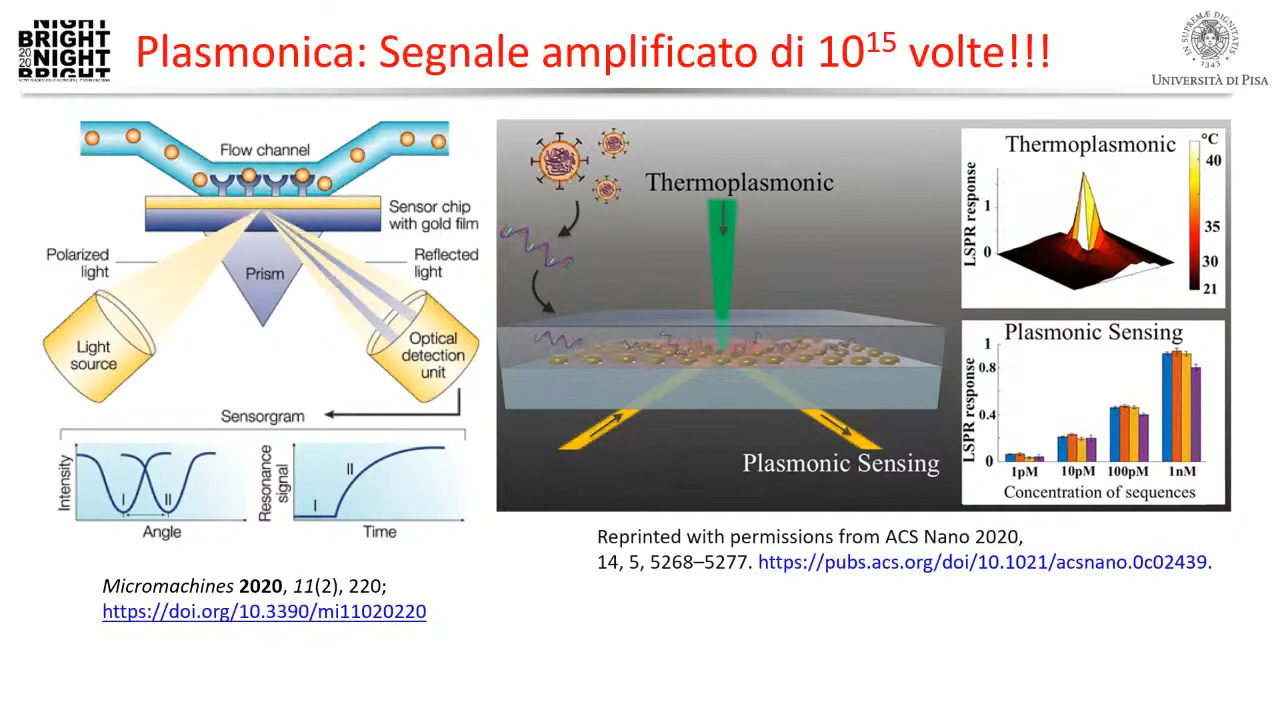 NIGHT
BRIGHT
NIGHT
BRIGHT
2020
Plasmonica: Segnale amplificato di 10¹⁵ volte!!!
IN SUPREMÆ DIGNITATIS
1343
UNIVERSITÀ DI PISA
Flow channel
Sensor chip
with gold film
Polarized
light
Reflected
light
Prism
Light
source
Optical
detection
unit
Sensorgram
Intensity
I
II
Angle
Resonance
signal
I
II
Time
Micromachines 2020, 11(2), 220;
https://doi.org/10.3390/mi11020220
Thermoplasmonic
Plasmonic Sensing
Thermoplasmonic
LSPR response
1
0
°C
40
35
30
21
Plasmonic Sensing
LSPR response
1
0.8
0.4
0
1pM
10pM
100pM
1nM
Concentration of sequences
Reprinted with permissions from ACS Nano 2020,
14, 5, 5268–5277. https://pubs.acs.org/doi/10.1021/acsnano.0c02439.